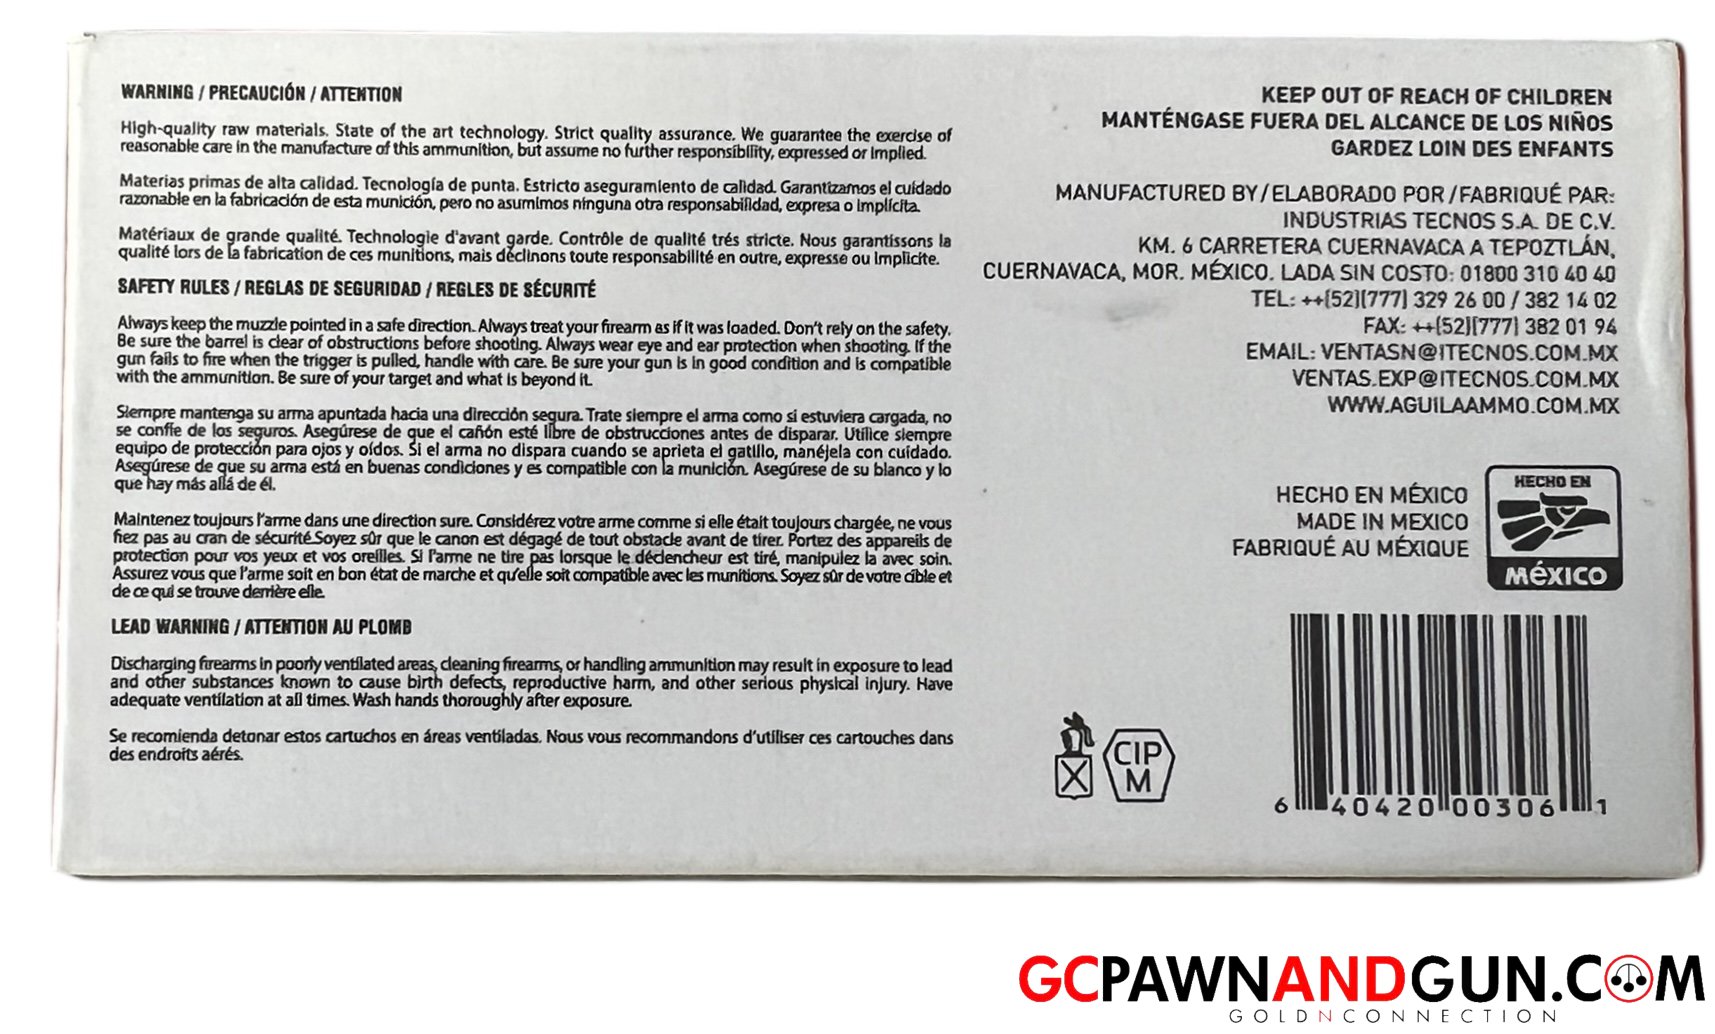 WARNING / PRECAUCIÓN / ATTENTION
High-quality raw materials. State of the art technology. Strict quality assurance. We guarantee the exercise of
reasonable care in the manufacture of this ammunition, but assume no further responsibility, expressed or implied.
Materias primas de alta calidad. Tecnología de punta. Estricto aseguramiento de calidad. Garantizamos el cuidado
razonable en la fabricación de esta munición, pero no asumimos ninguna otra responsabilidad, expresa o implícita.
Matériaux de grande qualité. Technologie d'avant garde. Contrôle de qualité trés stricte. Nous garantissons la
qualité lors de la fabrication de ces munitions, mais déclinons toute responsabilité en outre, expresse ou implicite.
SAFETY RULES / REGLAS DE SEGURIDAD / REGLES DE SÉCURITÉ
Always keep the muzzle pointed in a safe direction. Always treat your firearm as if it was loaded. Don't rely on the safety.
Be sure the barrel is clear of obstructions before shooting. Always wear eye and ear protection when shooting. If the
gun fails to fire when the trigger is pulled, handle with care. Be sure your gun is in good condition and is compatible
with the ammunition. Be sure of your target and what is beyond it.
Siempre mantenga su arma apuntada hacia una dirección segura. Trate siempre el arma como si estuviera cargada, no
se confíe de los seguros. Asegúrese de que el cañón esté libre de obstrucciones antes de disparar. Utilice siempre
equipo de protección para ojos y oídos. Si el arma no dispara cuando se aprieta el gatillo, manéjela con cuidado.
Asegúrese de que su arma está en buenas condiciones y es compatible con la munición. Asegúrese de su blanco y lo
que hay más allá de él.
Maintenez toujours l'arme dans une direction sure. Considérez votre arme comme si elle était toujours chargée, ne vous
fiez pas au cran de sécurité.Soyez sûr que le canon est dégagé de tout obstacle avant de tirer. Portez des appareils de
protection pour vos yeux et vos oreilles. Si l'arme ne tire pas lorsque le déclencheur est tiré, manipulez la avec soin.
Assurez vous que l'arme soit en bon état de marche et qu'elle soit compatible avec les munitions. Soyez sûr de votre cible et
de ce qui se trouve derrière elle.
LEAD WARNING / ATTENTION AU PLOMB
Discharging firearms in poorly ventilated areas, cleaning firearms, or handling ammunition may result in exposure to lead
and other substances known to cause birth defects, reproductive harm, and other serious physical injury. Have
adequate ventilation at all times. Wash hands thoroughly after exposure.
Se recomienda detonar estos cartuchos en áreas ventiladas. Nous vous recommandons d'utiliser ces cartouches dans
des endroits aérés.
KEEP OUT OF REACH OF CHILDREN
MANTÉNGASE FUERA DEL ALCANCE DE LOS NIÑOS
GARDEZ LOIN DES ENFANTS
MANUFACTURED BY/ELABORADO POR/FABRIQUÉ PAR:
INDUSTRIAS TECNOS S.A. DE C.V.
KM. 6 CARRETERA CUERNAVACA A TEPOZTLÁN,
CUERNAVACA, MOR. MÉXICO. LADA SIN COSTO: 01800 310 40 40
TEL: ++(52)(777) 329 26 00 / 382 14 02
FAX: ++(52)(777) 382 01 94
EMAIL: VENTASN@ITECNOS.COM.MX
VENTAS.EXP@ITECNOS.COM.MX
WWW.AGUILAAMMO.COM.MX
HECHO EN MÉXICO
MADE IN MEXICO
FABRIQUÉ AU MÉXIQUE
HECHO EN
MéXICO
CIP
M
6 40420 00306 1
GCPAWNANDGUN.COM
GOLDNCONNECTION